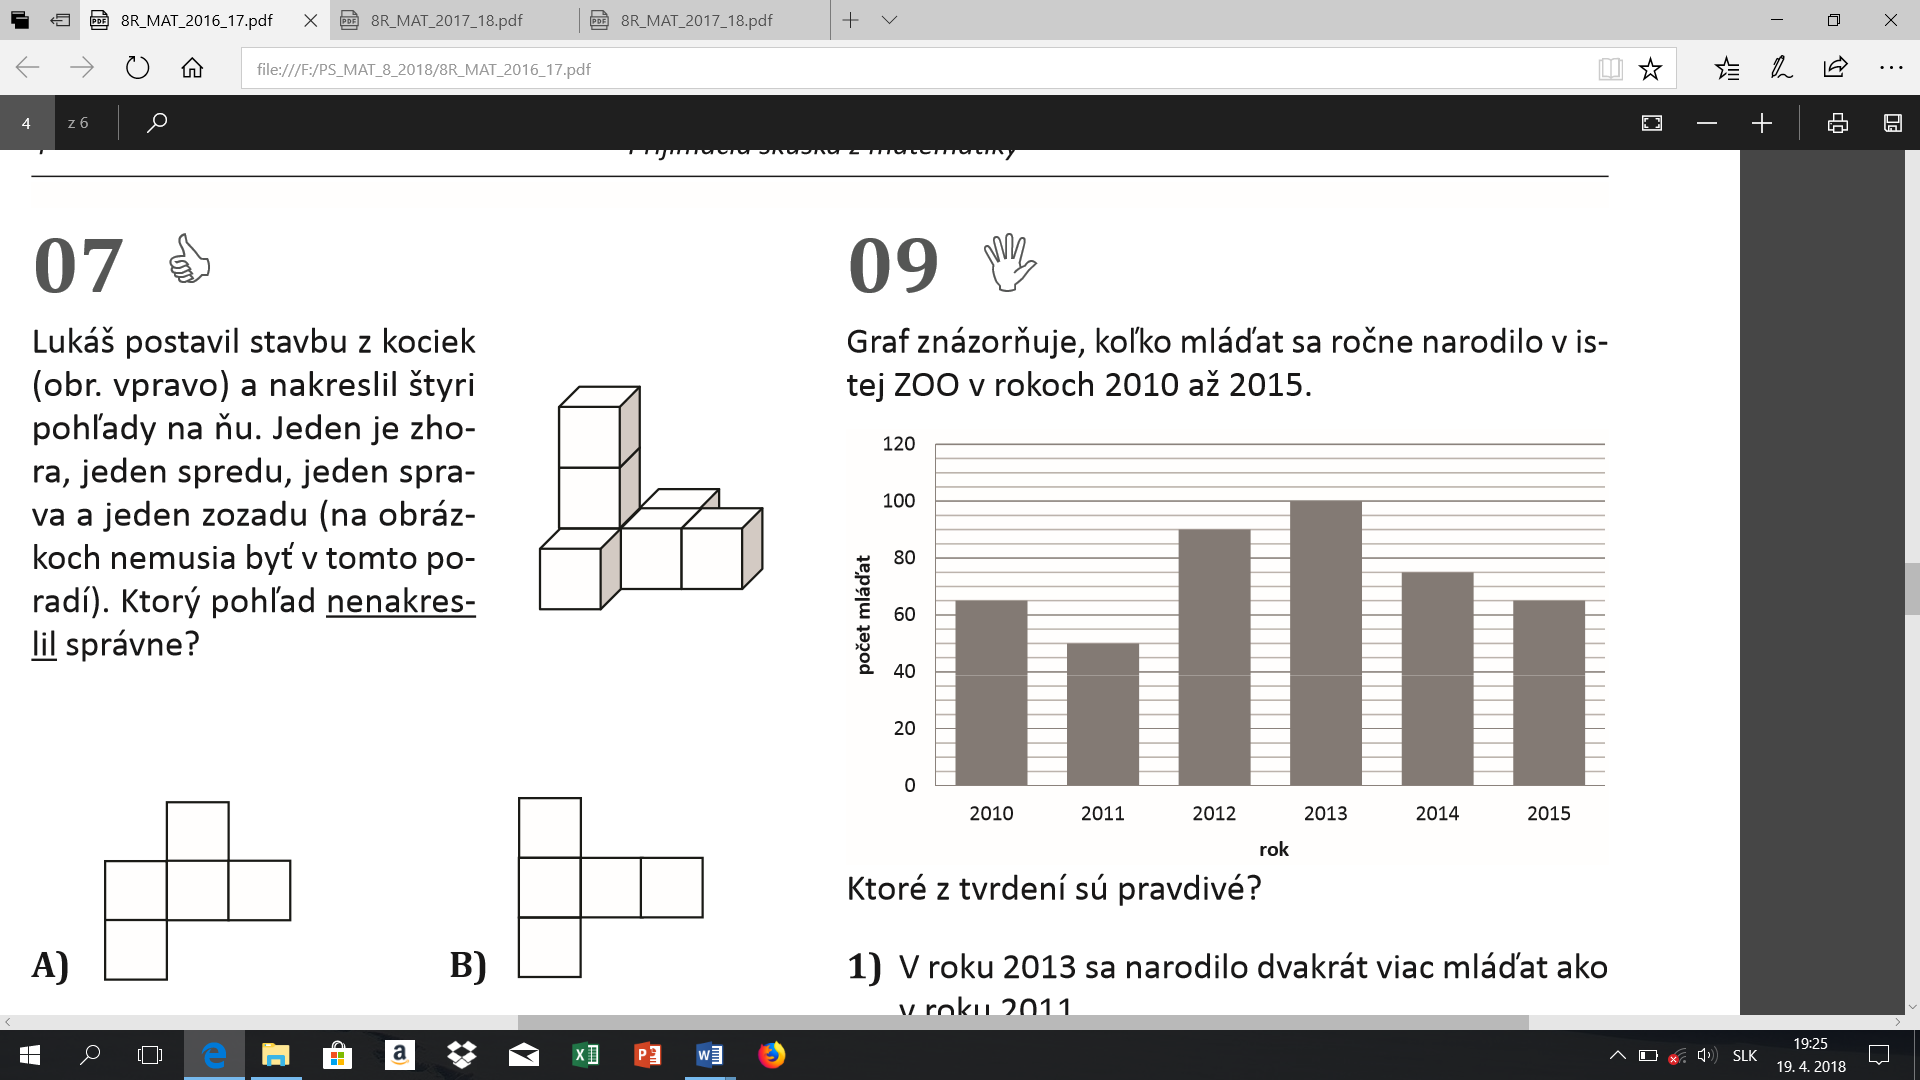 8R_MAT_2016_17.pdf
8R_MAT_2017_18.pdf
8R_MAT_2017_18.pdf
file:///F:/PS_MAT_8_2018/8R_MAT_2016_17.pdf
4
z 6
Prijímacia skúška z matematiky
07
Lukáš postavil stavbu z kociek
(obr. vpravo) a nakreslil štyri
pohľady na ňu. Jeden je zho-
ra, jeden spredu, jeden spra-
va a jeden zozadu (na obráz-
koch nemusia byť v tomto po-
radí). Ktorý pohľad nenakres-
lil správne?
A)
B)
09
Graf znázorňuje, koľko mláďat sa ročne narodilo v is-
tej ZOO v rokoch 2010 až 2015.
120
100
80
60
40
20
0
počet mláďat
2010 2011 2012 2013 2014 2015
rok
Ktoré z tvrdení sú pravdivé?
1) V roku 2013 sa narodilo dvakrát viac mláďat ako
v roku 2011
SLK
19:25
19. 4. 2018